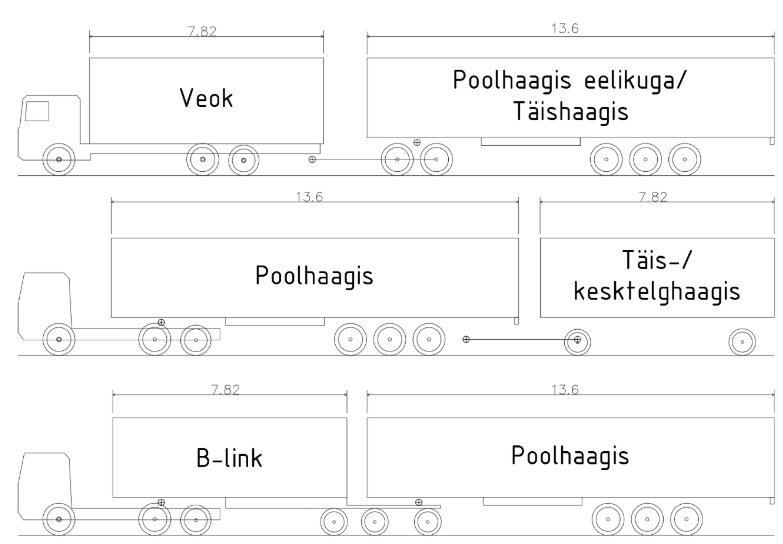 7.82
13.6
Veok
Poolhaagis eelikuga/
Täishaagis
13.6
7.82
Poolhaagis
Täis-/
kesktelghaagis
7.82
13.6
B-link
Poolhaagis